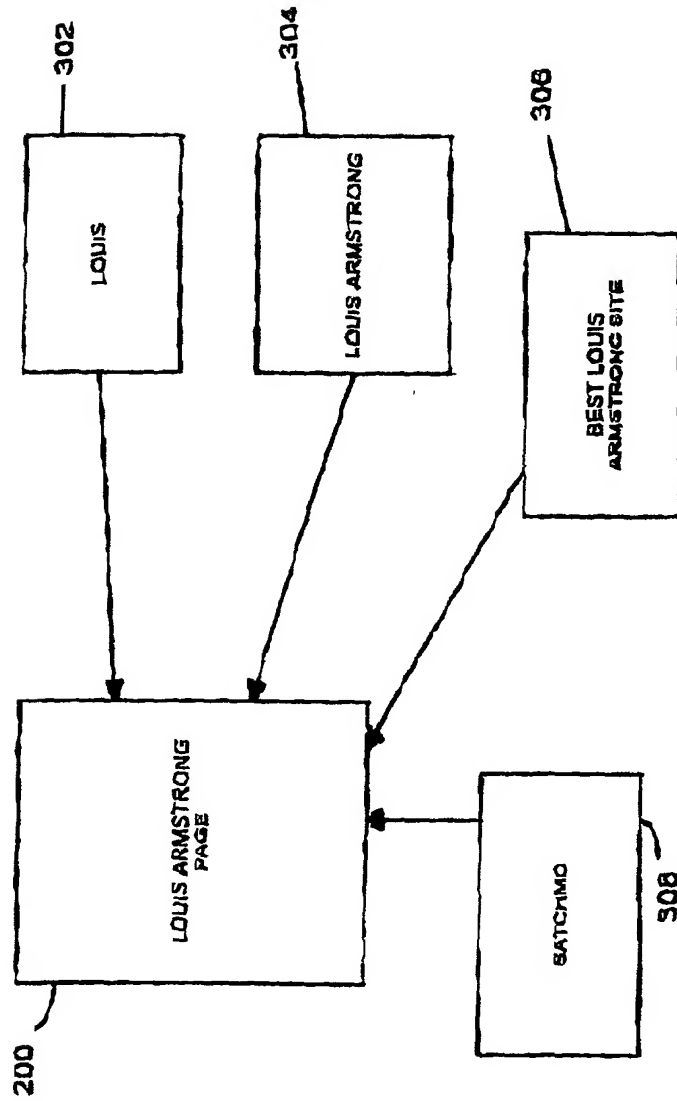 200
LOUIS ARMSTRONG
PAGE
302
LOUIS
304
LOUIS ARMSTRONG
306
BEST LOUIS
ARMSTRONG SITE
SATCHMO
308